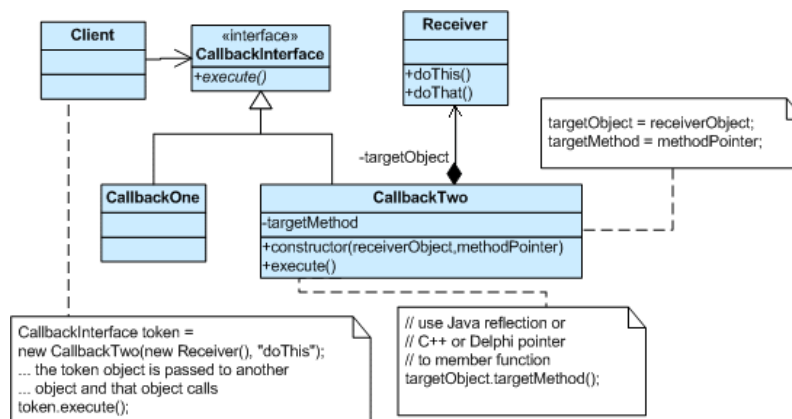 Client
«interface»
CallbackInterface
+execute()
Receiver
+doThis()
+doThat()
targetObject = receiverObject;
targetMethod = methodPointer;
-targetObject
CallbackOne
CallbackTwo
-targetMethod
+constructor(receiverObject,methodPointer)
+execute()
CallbackInterface token =
new CallbackTwo(new Receiver(), "doThis");
... the token object is passed to another
... object and that object calls
token.execute();
// use Java reflection or
// C++ or Delphi pointer
// to member function
targetObject.targetMethod();